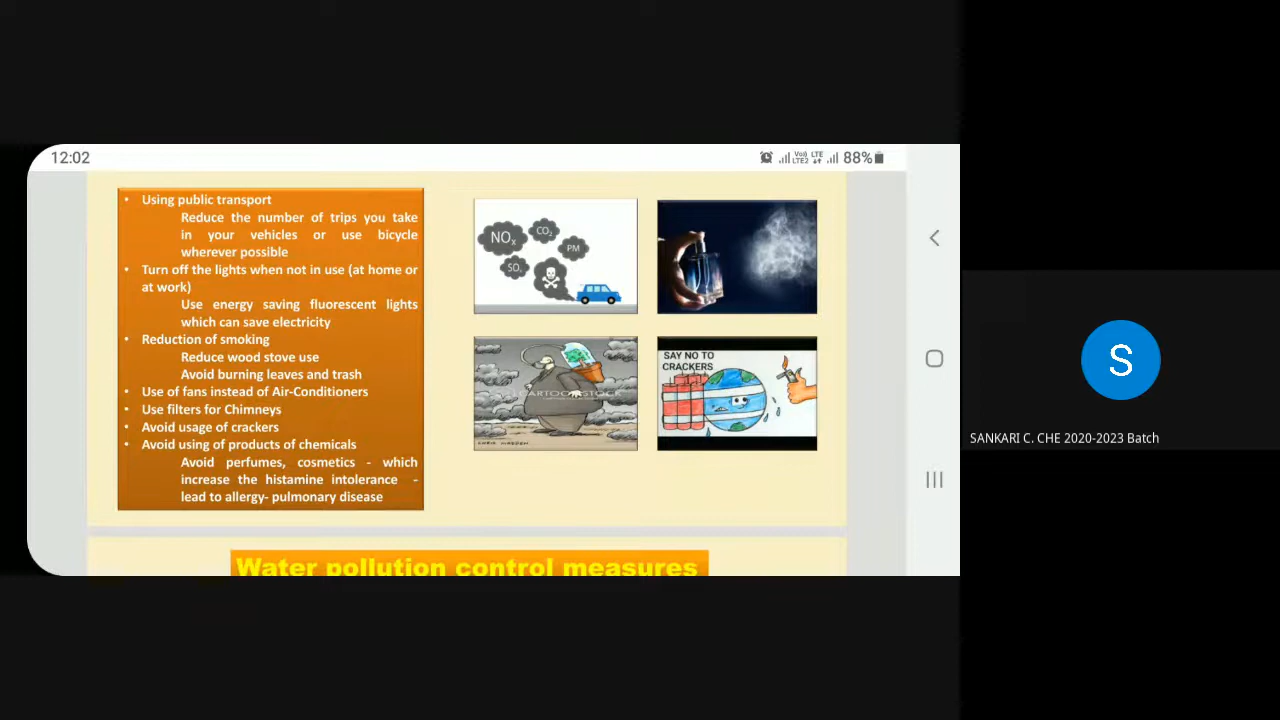 12:02
Vo) LTE
LTE2
88%
• Using public transport
Reduce the number of trips you take
in your vehicles or use bicycle
wherever possible
• Turn off the lights when not in use (at home or
at work)
Use energy saving fluorescent lights
which can save electricity
• Reduction of smoking
Reduce wood stove use
Avoid burning leaves and trash
• Use of fans instead of Air-Conditioners
• Use filters for Chimneys
• Avoid usage of crackers
• Avoid using of products of chemicals
Avoid perfumes, cosmetics - which
increase the histamine intolerance -
lead to allergy- pulmonary disease
NOx
CO2
PM
SOx
CARTOONSTOCK
SAY NO TO
CRACKERS
Water pollution control measures
S
SANKARI C. CHE 2020-2023 Batch